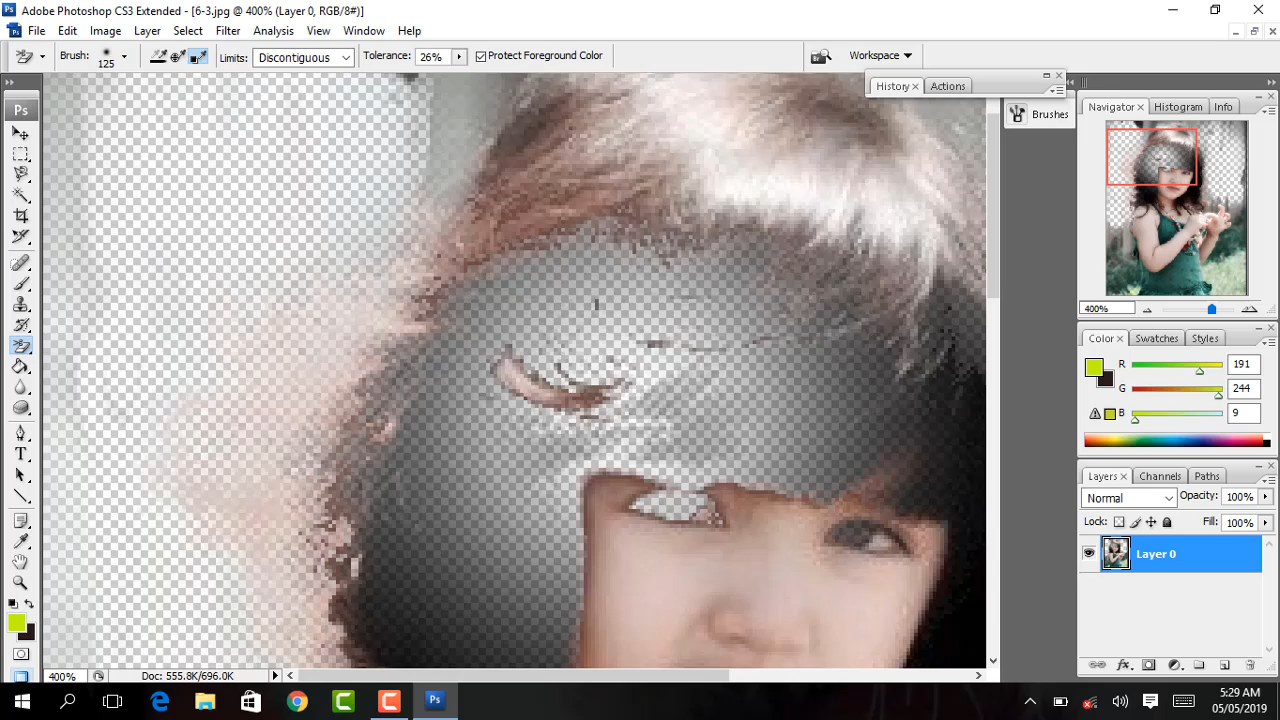 Adobe Photoshop CS3 Extended - [6-3.jpg @ 400% (Layer 0, RGB/8#)]
File Edit Image Layer Select Filter Analysis View Window Help
Brush: 125 Limits: Discontiguous Tolerance: 26% Protect Foreground Color Workspace
History Actions
Ps
Brushes
Navigator Histogram Info
400%
Color Swatches Styles
R 191
G 244
B 9
Layers Channels Paths
Normal Opacity: 100%
Lock: Fill: 100%
Layer 0
400% Doc: 555.8K/696.0K
5:29 AM
05/05/2019